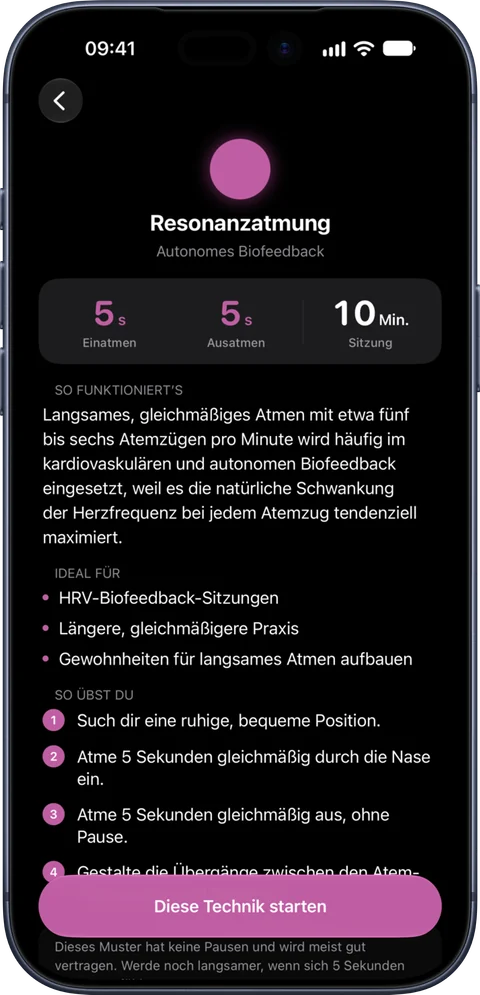 09:41
Resonanzatmung
Autonomes Biofeedback
5 s
Einatmen
5 s
Ausatmen
10 Min.
Sitzung
SO FUNKTIONIERT'S
Langsames, gleichmäßiges Atmen mit etwa fünf
bis sechs Atemzügen pro Minute wird häufig im
kardiovaskulären und autonomen Biofeedback
eingesetzt, weil es die natürliche Schwankung
der Herzfrequenz bei jedem Atemzug tendenziell
maximiert.
IDEAL FÜR
• HRV-Biofeedback-Sitzungen
• Längere, gleichmäßigere Praxis
• Gewohnheiten für langsames Atmen aufbauen
SO ÜBST DU
1 Such dir eine ruhige, bequeme Position.
2 Atme 5 Sekunden gleichmäßig durch die Nase
ein.
3 Atme 5 Sekunden gleichmäßig aus, ohne
Pause.
4 Gestalte die Übergänge zwischen den Atem-
Diese Technik starten
Dieses Muster hat keine Pausen und wird meist gut
vertragen. Werde noch langsamer, wenn sich 5 Sekunden